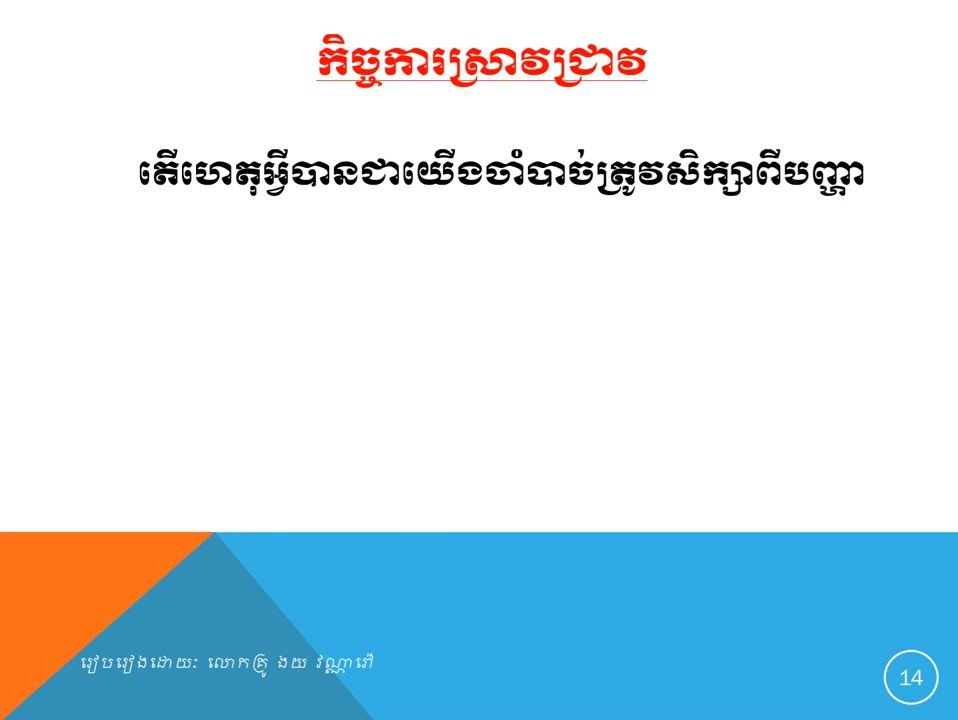 កិច្ចការស្រាវជ្រាវ
តើហេតុអ្វីបានជាយើងចាំបាច់ត្រូវសិក្សាពីបញ្ហា
រៀបរៀងដោយ: លោកគ្រូ ងយ វណ្ណារ៉ៅ
14